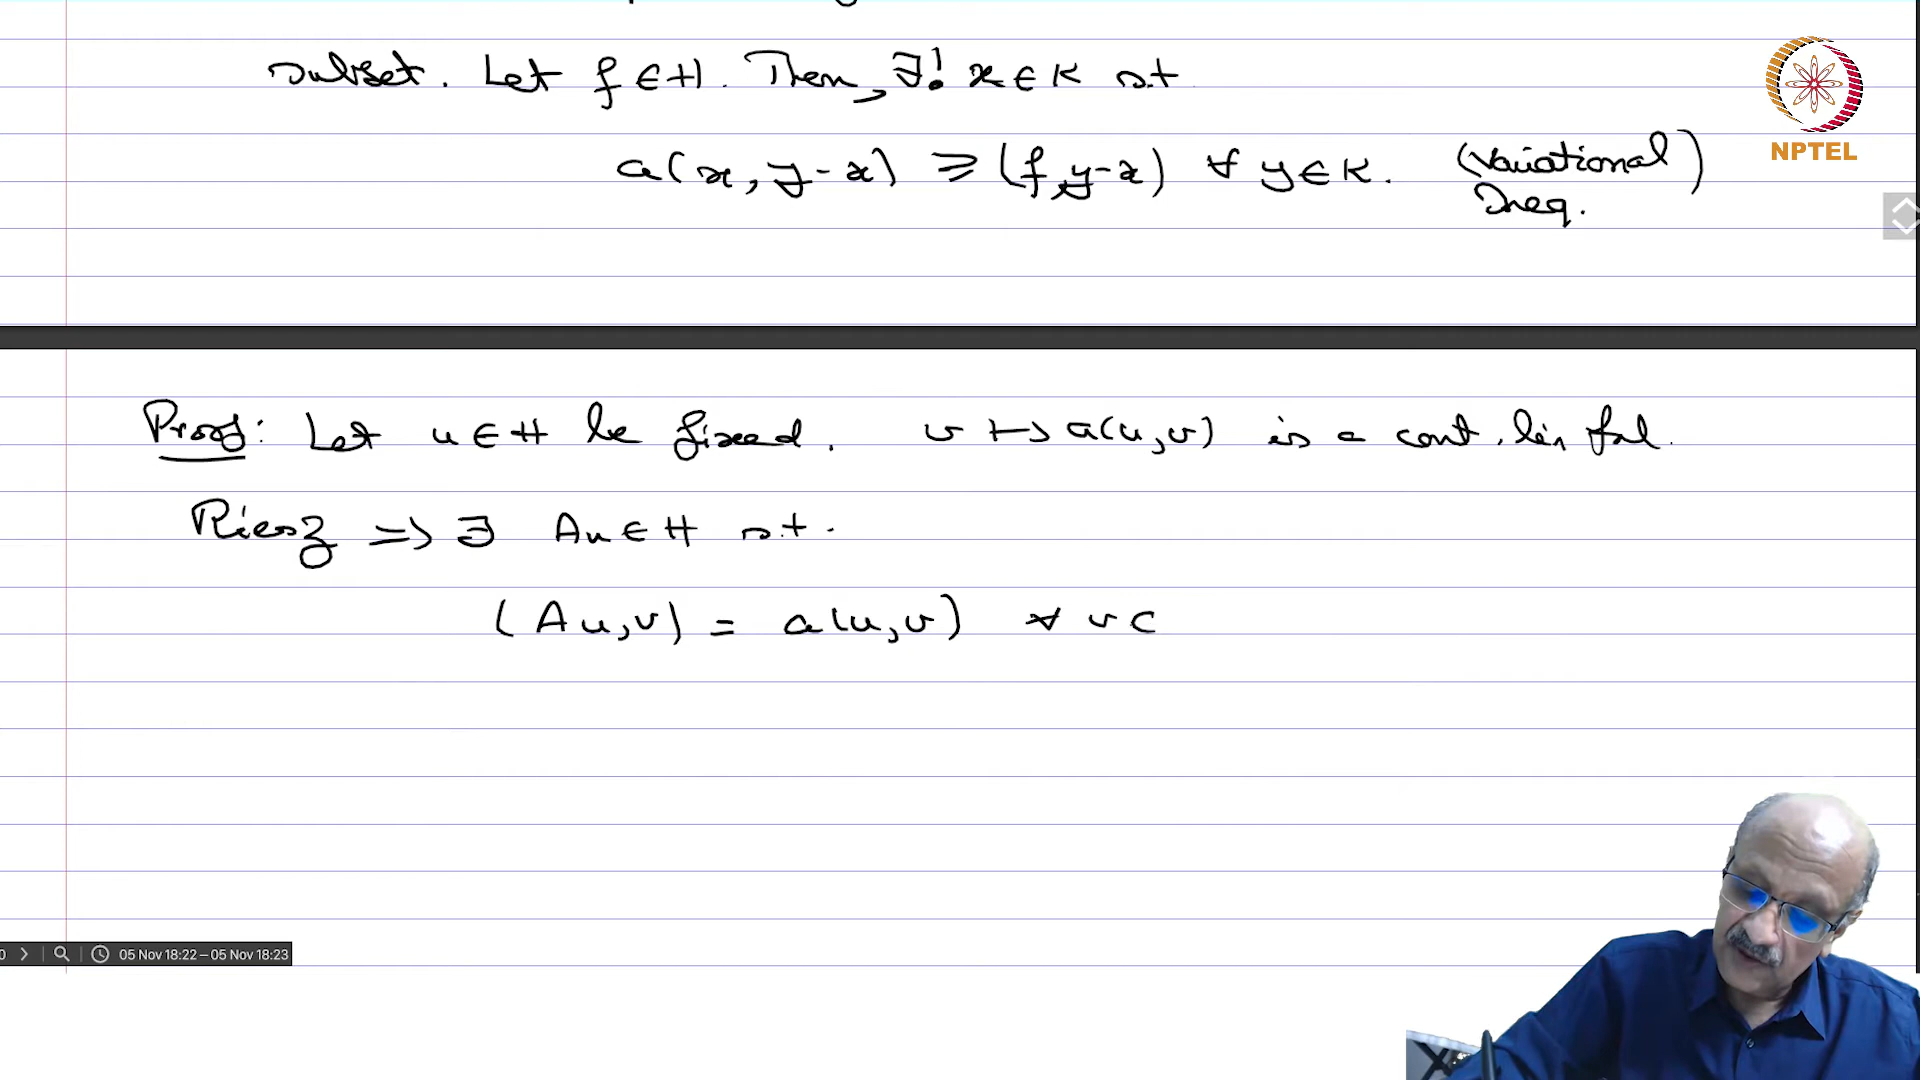 subset. Let f ∈ H. Then, ∃! x ∈ K s.t
a(x, y-x) ≥ (f, y-x) ∀ y ∈ K. (Variational Ineq.)
NPTEL
Proof: Let u ∈ H be fixed. v ↦ a(u,v) is a cont. lin fnl.
Riesz => ∃ Au ∈ H s.t.
(Au,v) = a(u,v) ∀ v
05 Nov 18:22 – 05 Nov 18:23